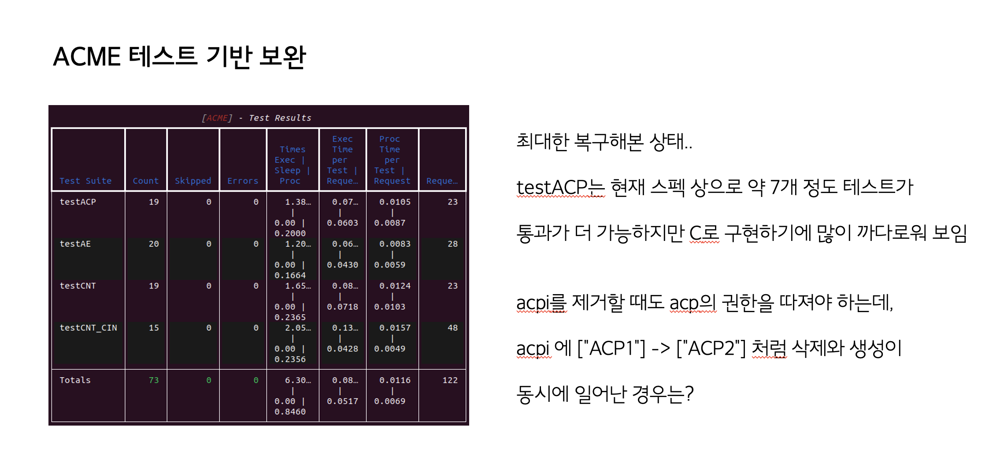 ACME 테스트 기반 보완
[ACME] - Test Results
Test Suite | Count | Skipped | Errors | Times Exec | Sleep | Proc | Exec Time per Test | Reque… | Proc Time per Test | Request | Reque…
testACP 19 0 0 1.38… | 0.00 | 0.2000 0.07… | 0.0603 0.0105 | 0.0087 23
testAE 20 0 0 1.20… | 0.00 | 0.1664 0.06… | 0.0430 0.0083 | 0.0059 28
testCNT 19 0 0 1.65… | 0.00 | 0.2365 0.08… | 0.0718 0.0124 | 0.0103 23
testCNT_CIN 15 0 0 2.05… | 0.00 | 0.2356 0.13… | 0.0428 0.0157 | 0.0049 48
Totals 73 0 0 6.30… | 0.00 | 0.8460 0.08… | 0.0517 0.0116 | 0.0069 122
최대한 복구해본 상태..
testACP는 현재 스펙 상으로 약 7개 정도 테스트가
통과가 더 가능하지만 C로 구현하기에 많이 까다로워 보임
acpi를 제거할 때도 acp의 권한을 따져야 하는데,
acpi 에 ["ACP1"] -> ["ACP2"] 처럼 삭제와 생성이
동시에 일어난 경우는?